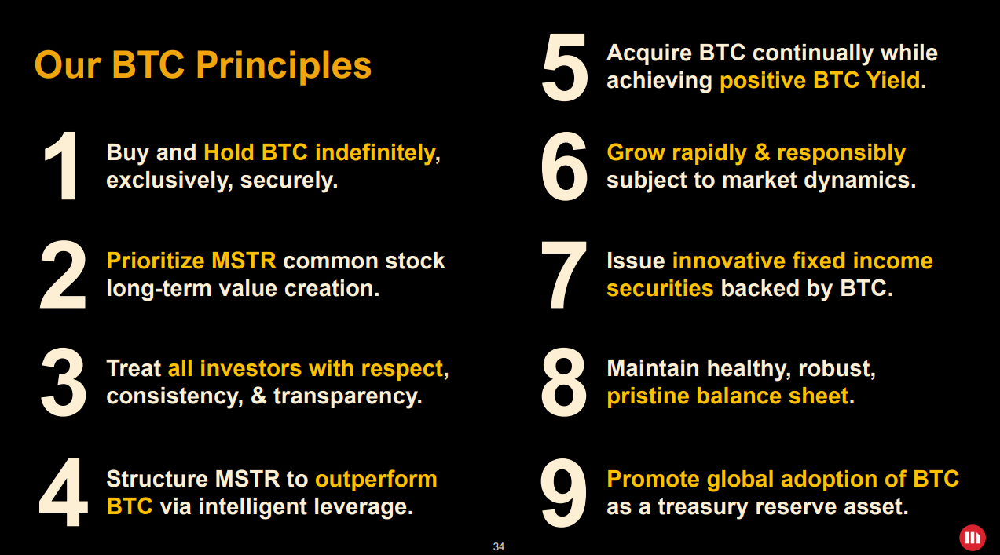 Our BTC Principles
1
Buy and Hold BTC indefinitely,
exclusively, securely.
2
Prioritize MSTR common stock
long-term value creation.
3
Treat all investors with respect,
consistency, & transparency.
4
Structure MSTR to outperform
BTC via intelligent leverage.
5
Acquire BTC continually while
achieving positive BTC Yield.
6
Grow rapidly & responsibly
subject to market dynamics.
7
Issue innovative fixed income
securities backed by BTC.
8
Maintain healthy, robust,
pristine balance sheet.
9
Promote global adoption of BTC
as a treasury reserve asset.
34